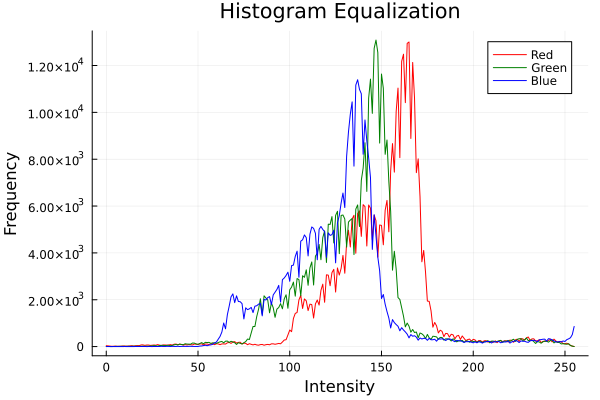 Histogram Equalization
Red
Green
Blue
1.20×10⁴
1.00×10⁴
8.00×10³
6.00×10³
4.00×10³
2.00×10³
0
Frequency
0 50 100 150 200 250
Intensity